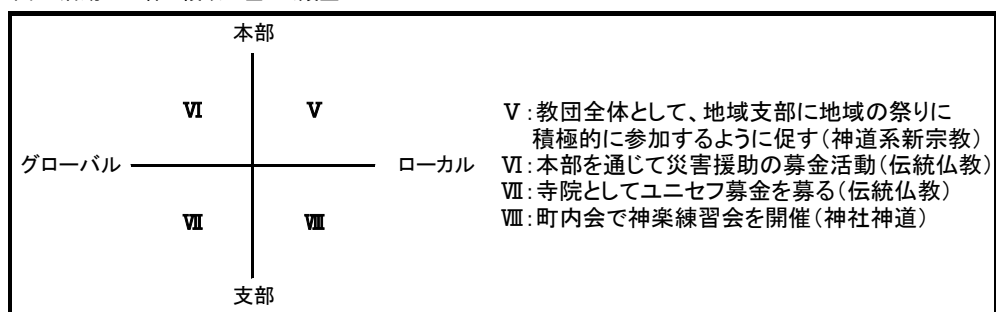 本部
Ⅵ Ⅴ
グローバル ローカル
Ⅶ Ⅷ
支部
Ⅴ:教団全体として、地域支部に地域の祭りに
積極的に参加するように促す(神道系新宗教)
Ⅵ:本部を通じて災害援助の募金活動(伝統仏教)
Ⅶ:寺院としてユニセフ募金を募る(伝統仏教)
Ⅷ:町内会で神楽練習会を開催(神社神道)